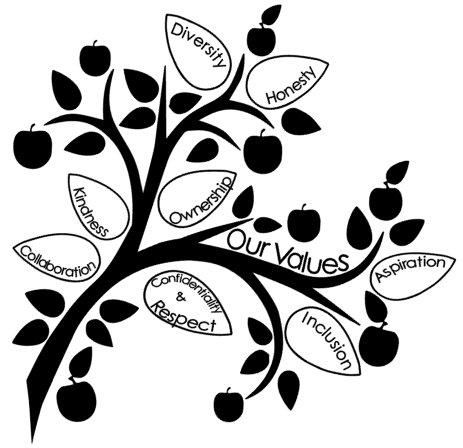 Diversity
Honesty
Kindness
Ownership
Collaboration
Our Values
Aspiration
Confidentiality
&
Respect
Inclusion